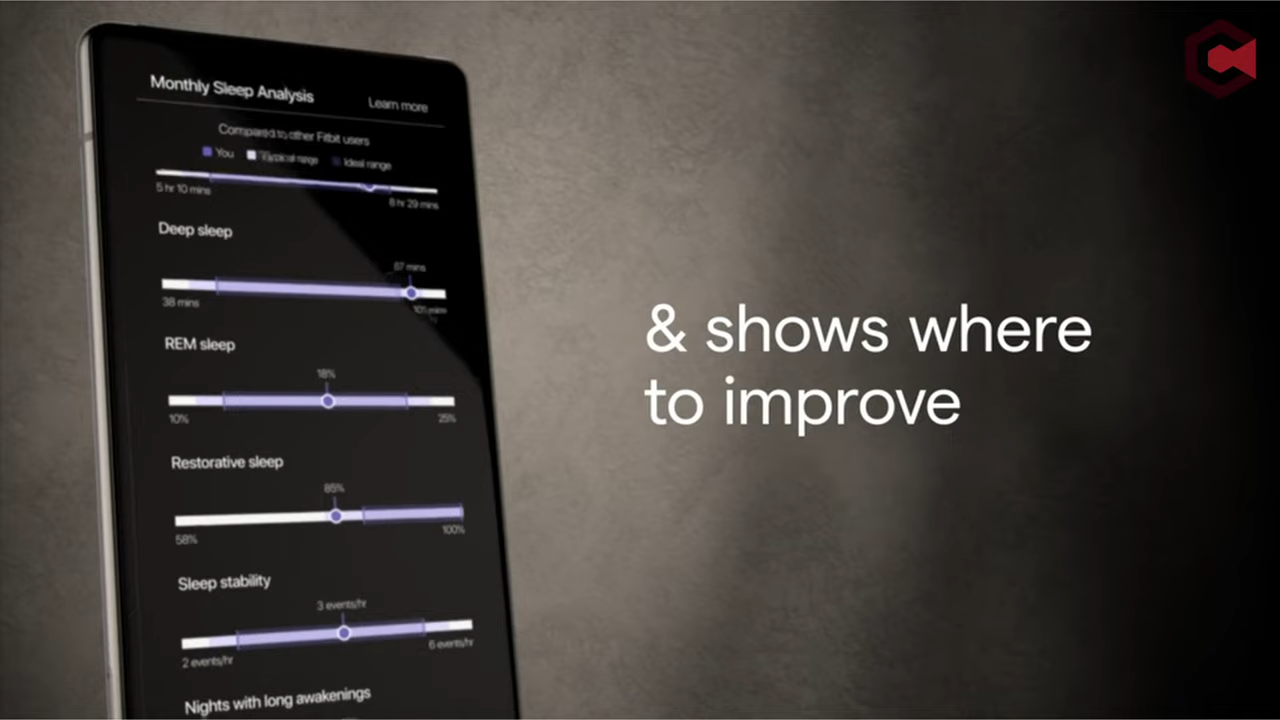 Monthly Sleep Analysis
Learn more
Compared to other Fitbit users
You
Typical range
Ideal range
5 hr 10 mins
8 hr 29 mins
Deep sleep
87 mins
38 mins
REM sleep
18%
10%
25%
Restorative sleep
85%
58%
100%
Sleep stability
3 events/hr
2 events/hr
6 events/hr
Nights with long awakenings
& shows where
to improve